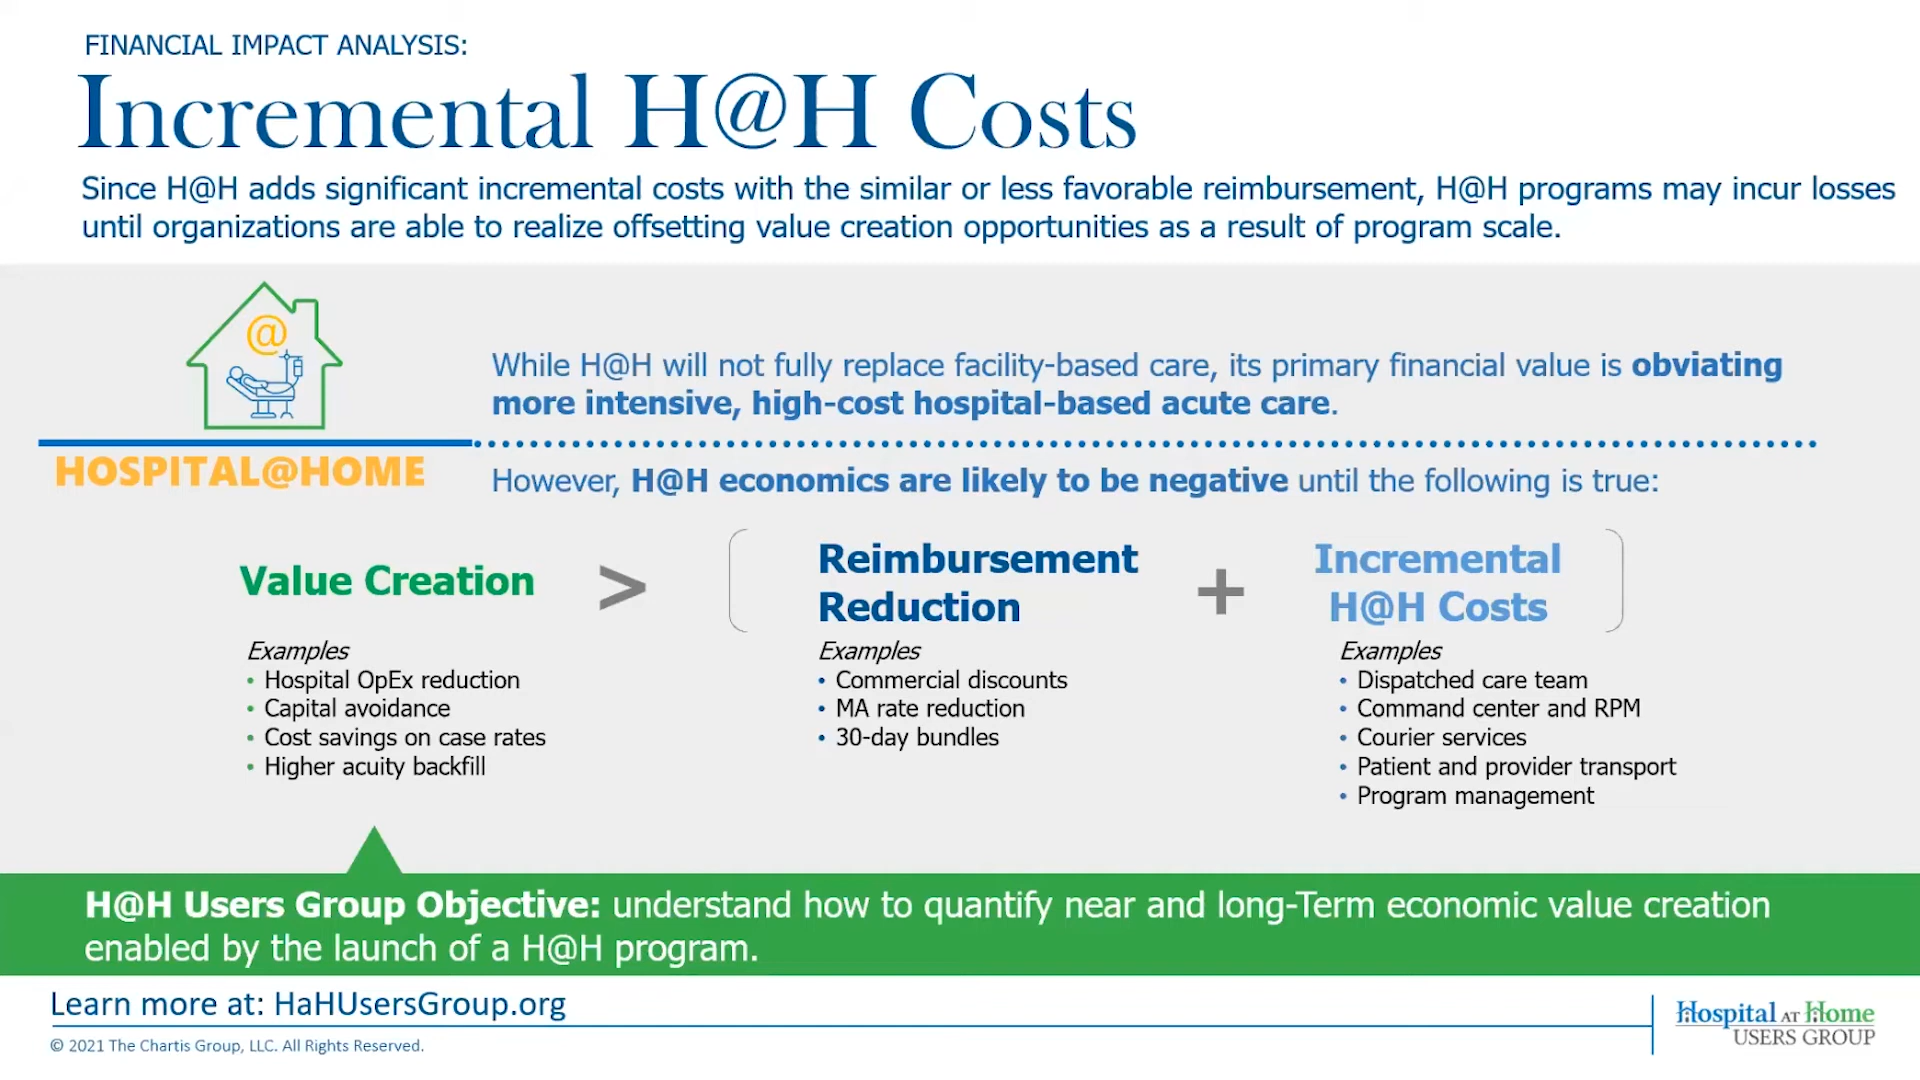 FINANCIAL IMPACT ANALYSIS:
Incremental H@H Costs
Since H@H adds significant incremental costs with the similar or less favorable reimbursement, H@H programs may incur losses
until organizations are able to realize offsetting value creation opportunities as a result of program scale.
@
HOSPITAL@HOME
While H@H will not fully replace facility-based care, its primary financial value is obviating
more intensive, high-cost hospital-based acute care.
However, H@H economics are likely to be negative until the following is true:
Value Creation
Examples
• Hospital OpEx reduction
• Capital avoidance
• Cost savings on case rates
• Higher acuity backfill
>
Reimbursement
Reduction
Examples
• Commercial discounts
• MA rate reduction
• 30-day bundles
+
Incremental
H@H Costs
Examples
• Dispatched care team
• Command center and RPM
• Courier services
• Patient and provider transport
• Program management
H@H Users Group Objective: understand how to quantify near and long-Term economic value creation
enabled by the launch of a H@H program.
Learn more at: HaHUsersGroup.org
© 2021 The Chartis Group, LLC. All Rights Reserved.
Hospital AT Home
USERS GROUP